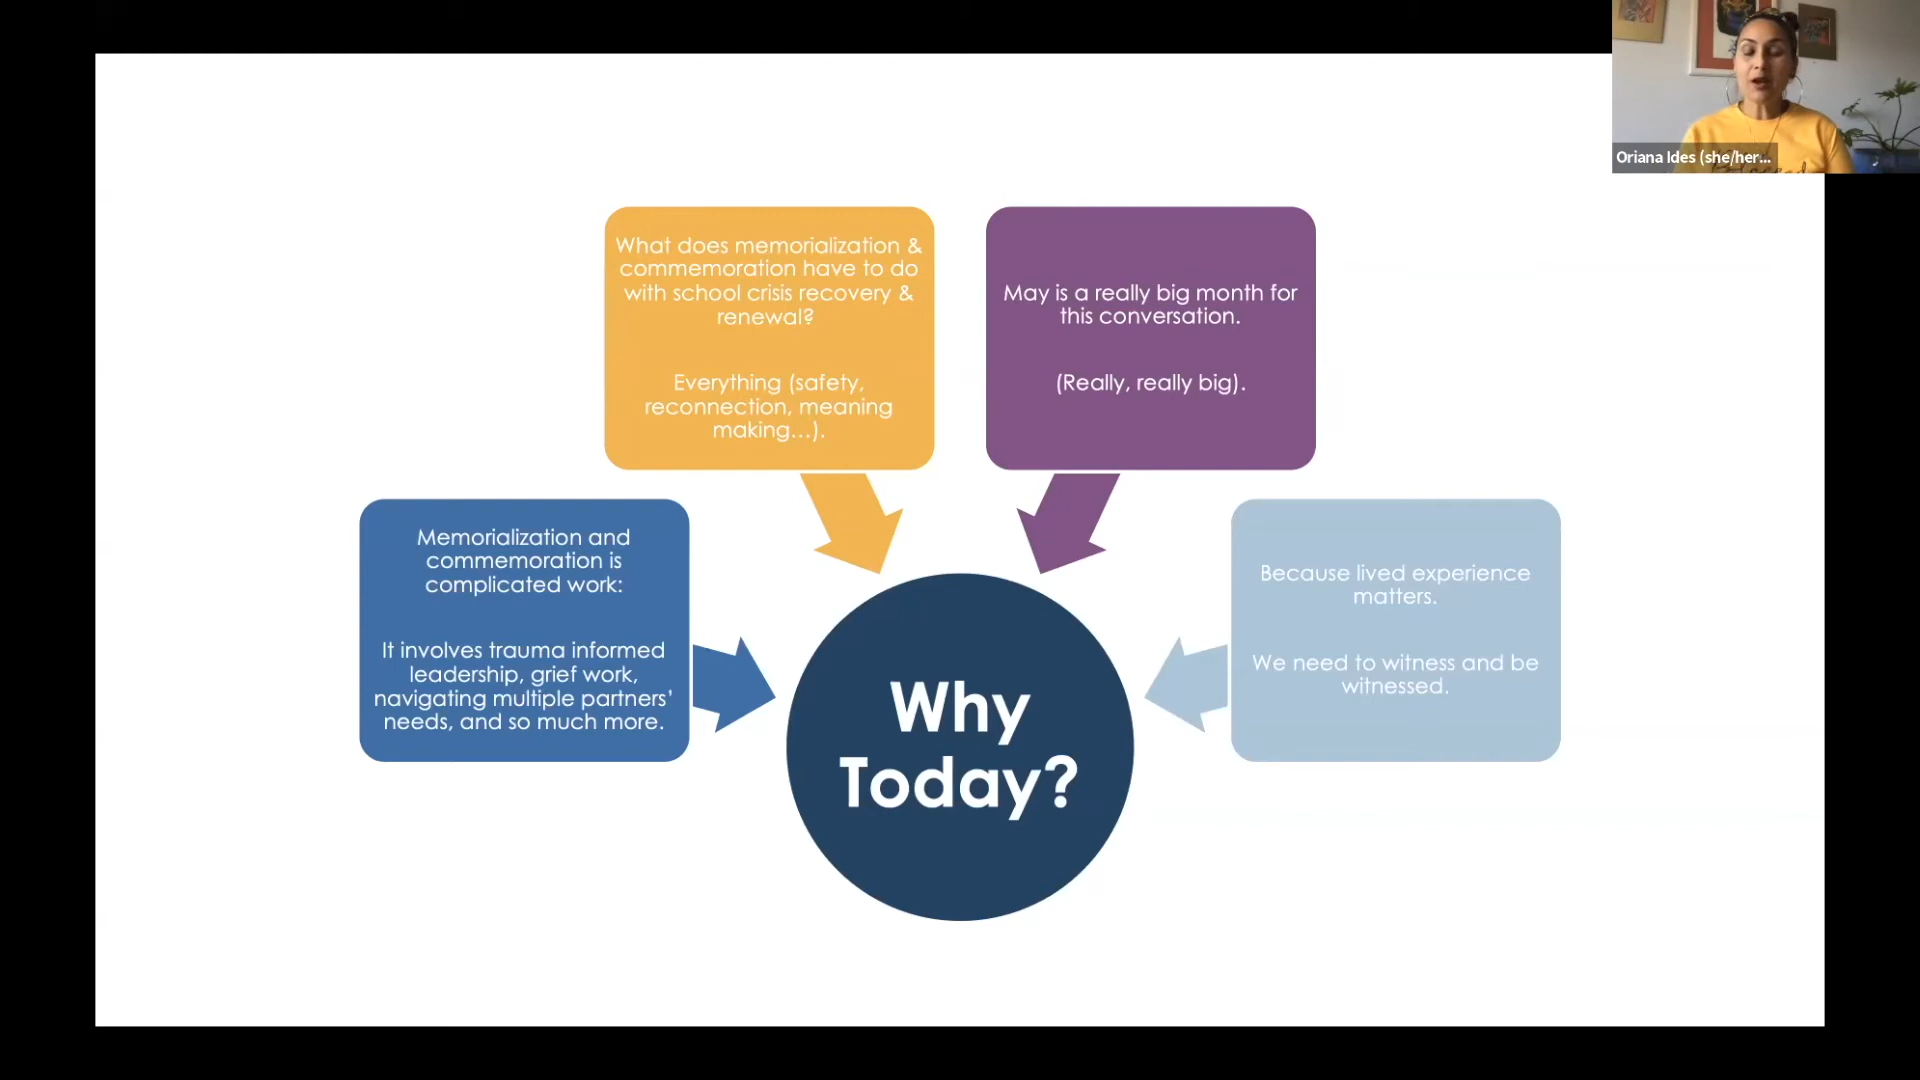 Oriana Ides (she/her...
What does memorialization &
commemoration have to do
with school crisis recovery &
renewal?
Everything (safety,
reconnection, meaning
making...).
May is a really big month for
this conversation.
(Really, really big).
Memorialization and
commemoration is
complicated work:
It involves trauma informed
leadership, grief work,
navigating multiple partners’
needs, and so much more.
Because lived experience
matters.
We need to witness and be
witnessed.
Why
Today?